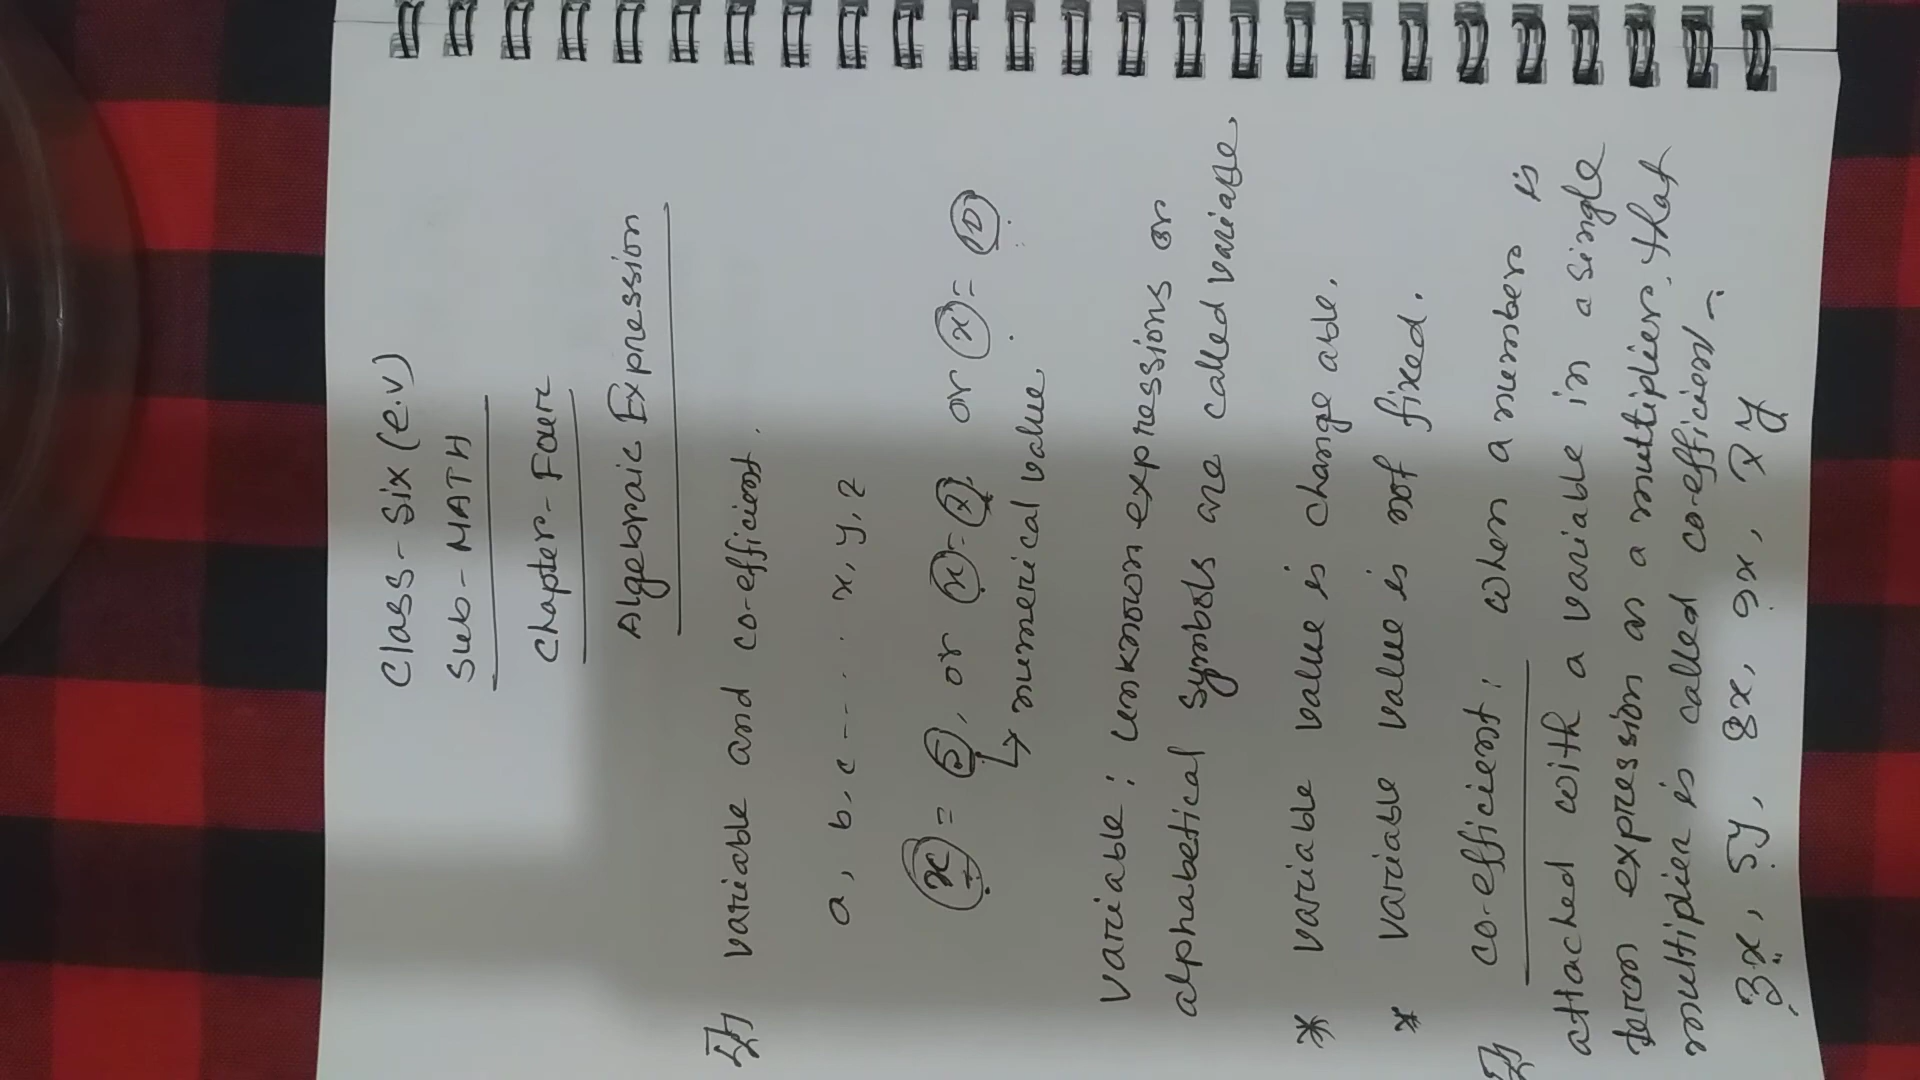 Class - Six (e.v)
Sub - MATH
Chapter - Four
Algebraic Expression
variable and co-efficient.
a, b, c ---- . x, y, z
x = 5, or x = 7, or x = 10
↳ numerical value.
variable : unknown expressions or
alphabetical symbols are called variable.
* variable value is change able.
* variable value is not fixed.
co-efficient : when a number is
attached with a variable in a single
term expression as a multiplier, that
multiplier is called co-efficient
3x, 5y, 8x, 9x, xy